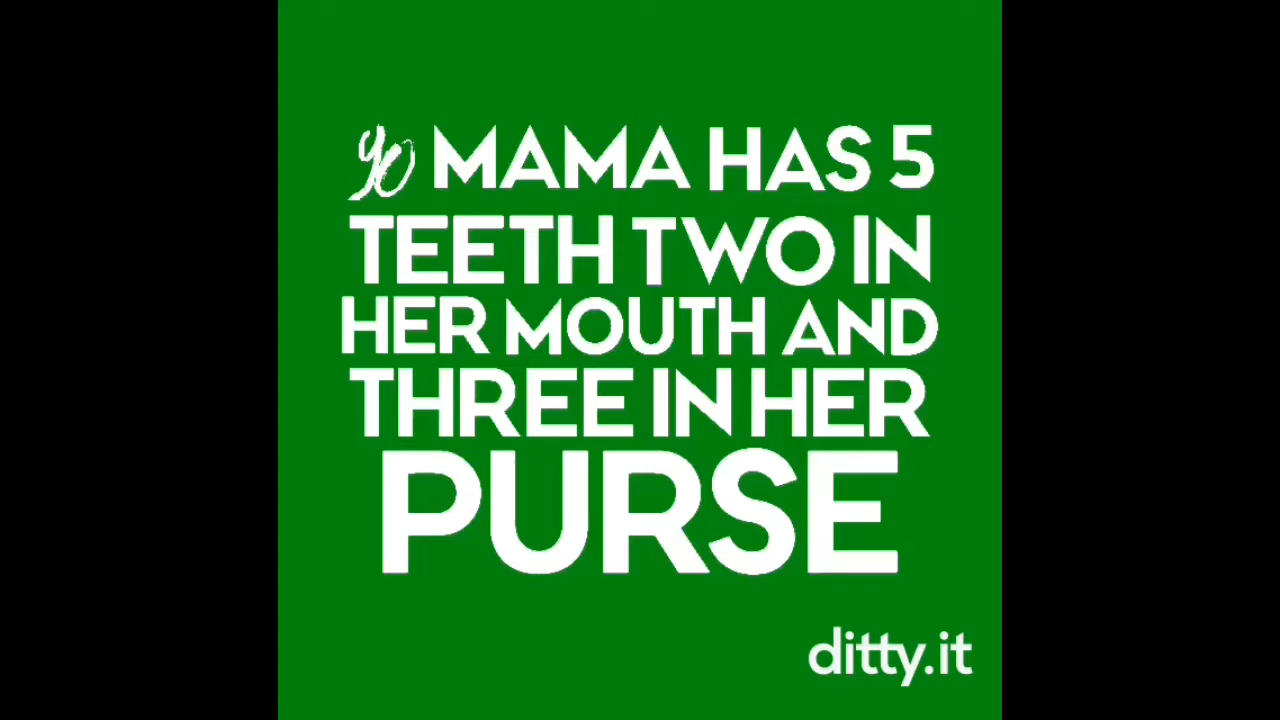 yo MAMA HAS 5
TEETH TWO IN
HER MOUTH AND
THREE IN HER
PURSE
ditty.it